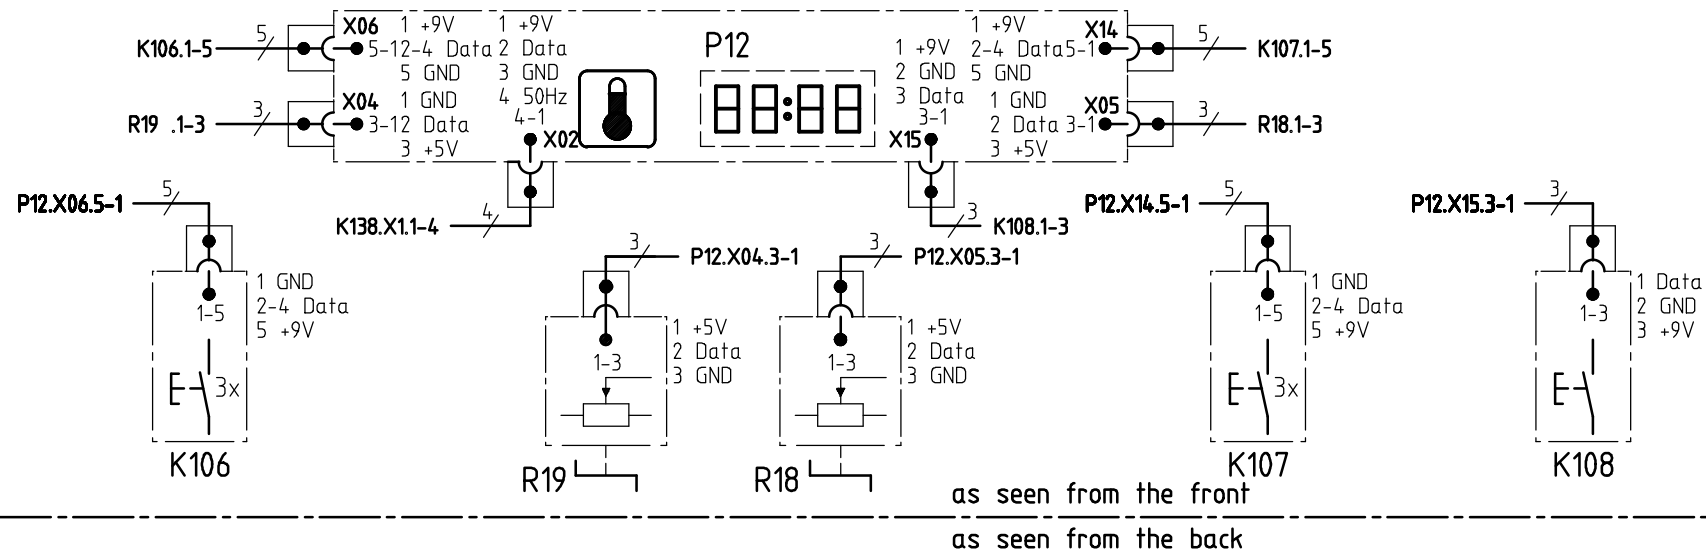 X06 1 +9V 1 +9V P12 1 +9V X14
K106.1-5 5 5-1 2-4 Data 2 Data 1 +9V 2-4 Data 5-1 5 K107.1-5
5 GND 3 GND 2 GND 5 GND
X04 1 GND 4 50Hz 3 Data 1 GND X05
R19 .1-3 3 3-1 2 Data 4-1 88:88 3-1 2 Data 3-1 3 R18.1-3
3 +5V X02 X15 3 +5V
P12.X06.5-1 5 P12.X14.5-1 5 P12.X15.3-1 3
K138.X1.1-4 4 3 K108.1-3
3 P12.X04.3-1 3 P12.X05.3-1
1 GND 1 GND 1 Data
1-5 2-4 Data 1-5 2-4 Data 1-3 2 GND
5 +9V 5 +9V 3 +9V
1 +5V 1 +5V
1-3 2 Data 1-3 2 Data
3 GND 3 GND
3x 3x
K106 R19 R18 K107 K108
as seen from the front
as seen from the back